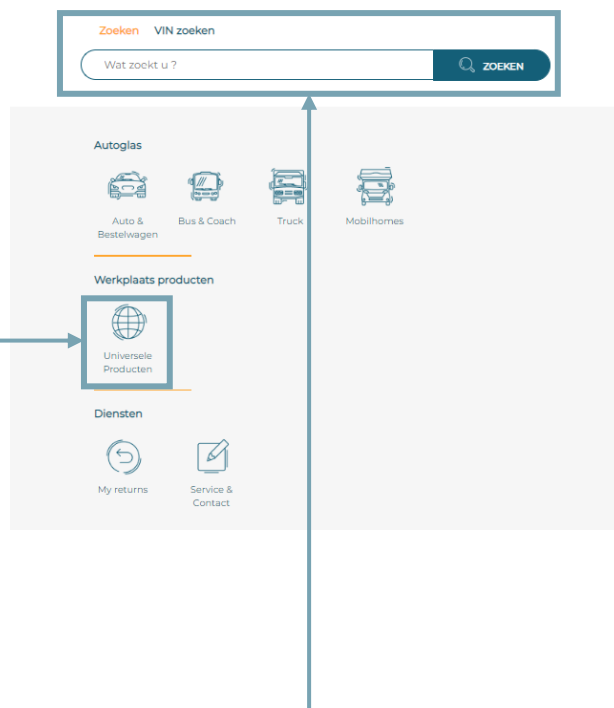 Zoeken VIN zoeken
Wat zoekt u ?
ZOEKEN
Autoglas
Auto & Bus & Coach Truck Mobilhomes
Bestelwagen
Werkplaats producten
Universele
Producten
Diensten
My returns Service &
Contact